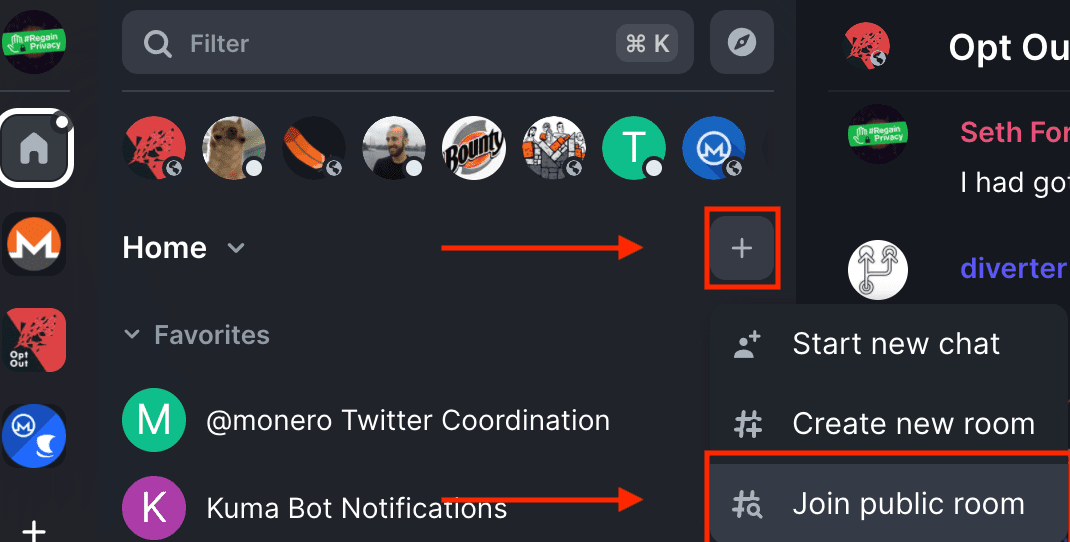 #Regain
Privacy
Filter
⌘ K
Opt Ou
Bounty
T
#Regain
Privacy
Seth For
I had got
Home
diverter
Opt
Out
Favorites
Start new chat
M
@monero Twitter Coordination
Create new room
K
Kuma Bot Notifications
Join public room